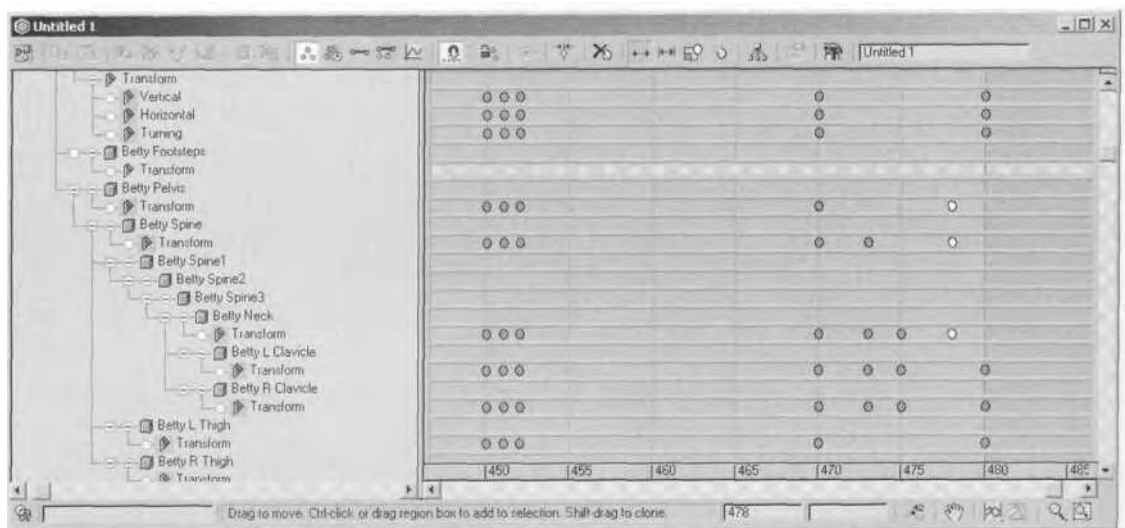 Untitled 1
Untitled 1
Transform
Vertical
Horizontal
Turning
Betty Footsteps
Transform
Betty Pelvis
Transform
Betty Spine
Transform
Betty Spine1
Betty Spine2
Betty Spine3
Betty Neck
Transform
Betty L Clavicle
Transform
Betty R Clavicle
Transform
Betty L Thigh
Transform
Betty R Thigh
Transform
450 455 460 465 470 475 480 485
Drag to move. Ctrl-click or drag region box to add to selection. Shift-drag to clone. 478